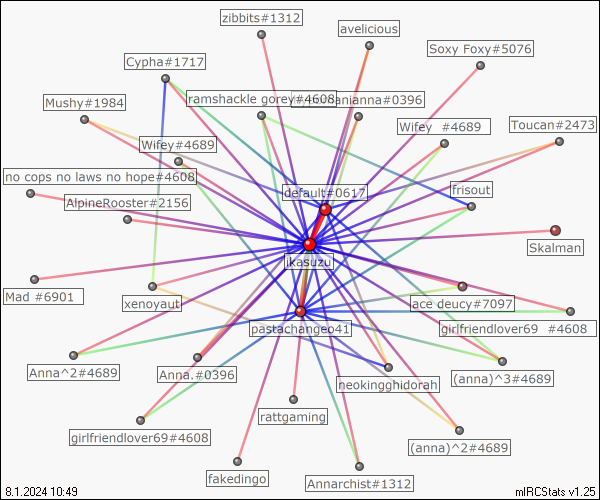 zibbits#1312
avelicious
Soxy Foxy#5076
Cypha#1717
ramshackle gorey#4608
anianna#0396
Mushy#1984
Wifey #4689
Toucan#2473
Wifey#4689
no cops no laws no hope#4608
default#0617
frisout
AlpineRooster#2156
Skalman
jkasuzu
Mad #6901
xenoyaut
ace deucy#7097
pastachangeo41
girlfriendlover69 #4608
Anna^2#4689
Anna.#0396
neokingghidorah
(anna)^3#4689
rattgaming
girlfriendlover69#4608
(anna)^2#4689
fakedingo
Annarchist#1312
8.1.2024 10:49
mIRCStats v1.25